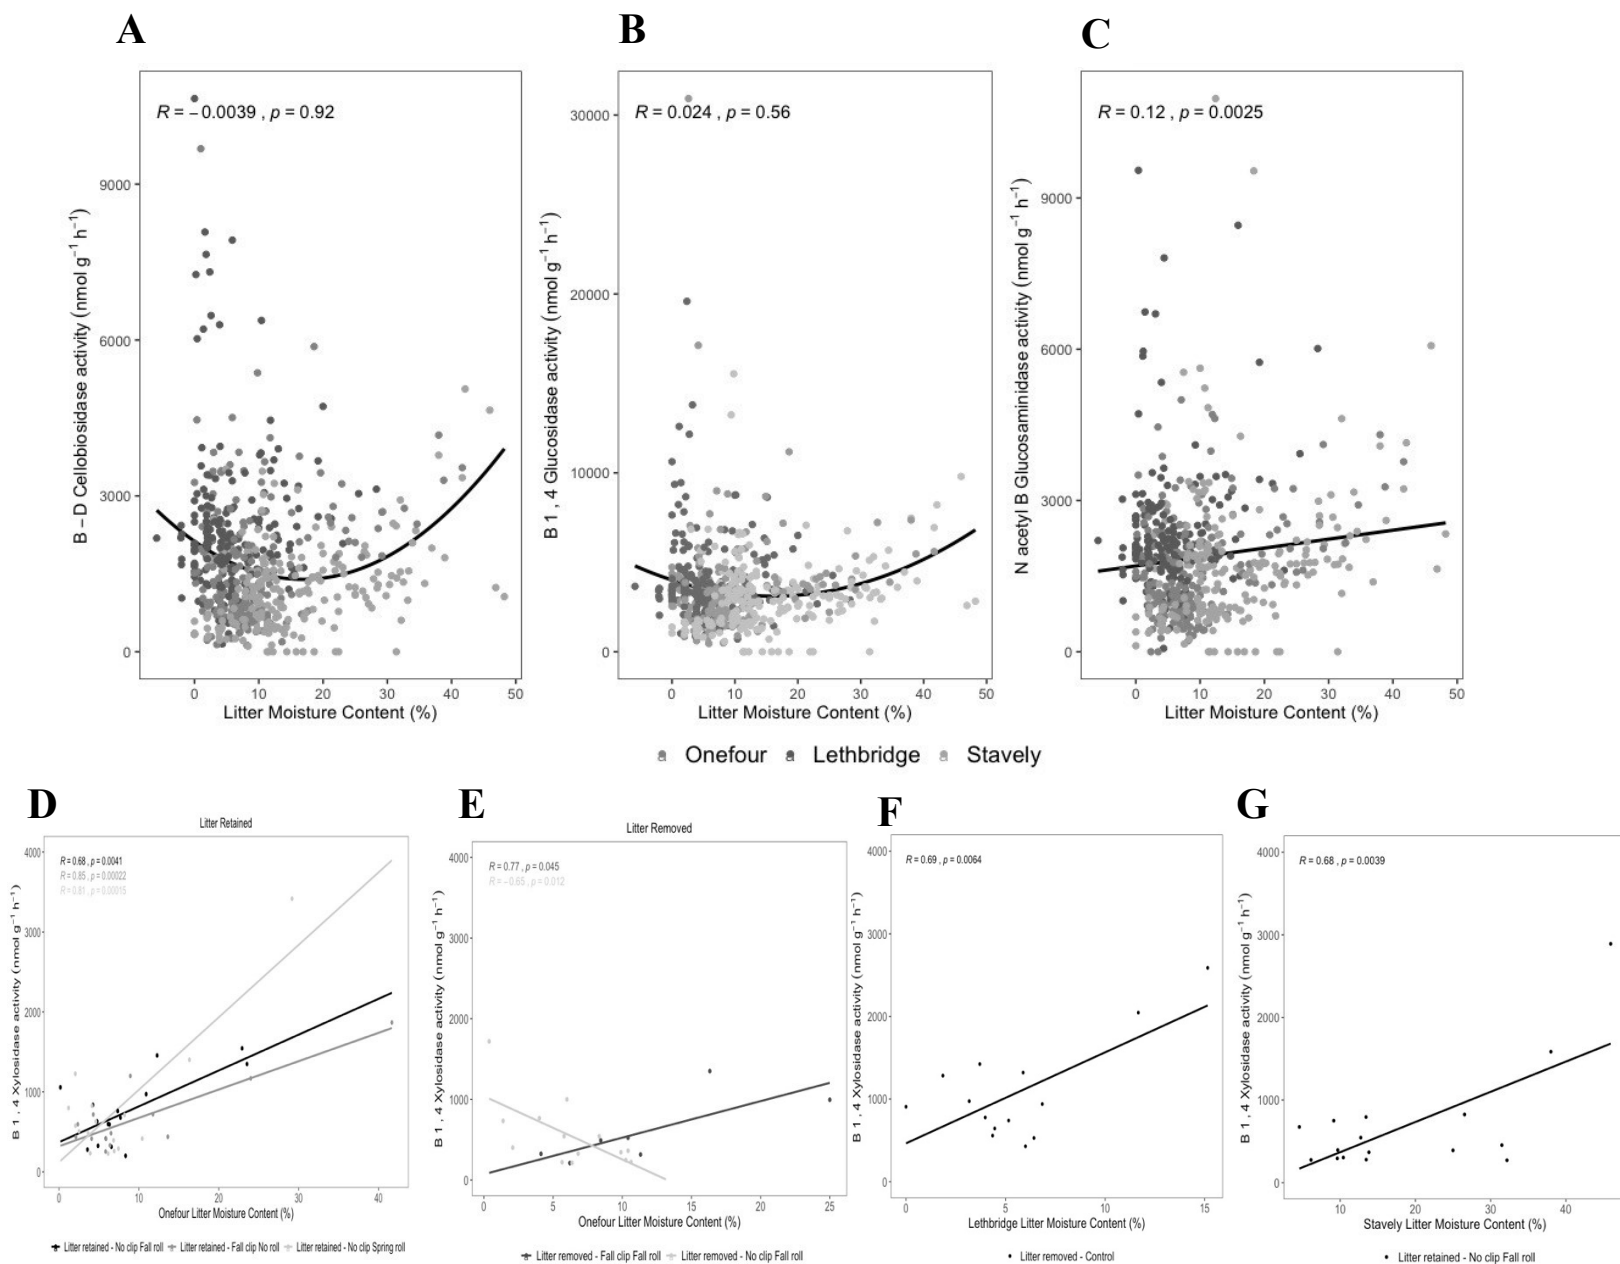 A
B
C
R = −0.0039 , p = 0.92
R = 0.024 , p = 0.56
R = 0.12 , p = 0.0025
B − D Cellobiosidase activity (nmol g⁻¹ h⁻¹)
9000
6000
3000
0
B 1 , 4 Glucosidase activity (nmol g⁻¹ h⁻¹)
30000
20000
10000
0
N acetyl B Glucosaminidase activity (nmol g⁻¹ h⁻¹)
9000
6000
3000
0
0 10 20 30 40 50
0 10 20 30 40 50
0 10 20 30 40 50
Litter Moisture Content (%)
Litter Moisture Content (%)
Litter Moisture Content (%)
Onefour Lethbridge Stavely
D
E
F
G
Litter Retained
R = 0.68 , p = 0.0041
R = 0.85 , p = 0.00022
R = 0.81 , p = 0.00015
B 1 , 4 Xylosidase activity (nmol g⁻¹ h⁻¹)
4000
3000
2000
1000
0
0 10 20 30 40
Onefour Litter Moisture Content (%)
Litter retained - No clip Fall roll Litter retained - Fall clip No roll Litter retained - No clip Spring roll
Litter Removed
R = 0.77 , p = 0.045
R = −0.65 , p = 0.012
B 1 , 4 Xylosidase activity (nmol g⁻¹ h⁻¹)
4000
3000
2000
1000
0
0 5 10 15 20 25
Onefour Litter Moisture Content (%)
Litter removed - Fall clip Fall roll Litter removed - No clip Fall roll
R = 0.69 , p = 0.0064
B 1 , 4 Xylosidase activity (nmol g⁻¹ h⁻¹)
4000
3000
2000
1000
0
0 5 10 15
Lethbridge Litter Moisture Content (%)
Litter removed - Control
R = 0.68 , p = 0.0039
B 1 , 4 Xylosidase activity (nmol g⁻¹ h⁻¹)
4000
3000
2000
1000
0
10 20 30 40
Stavely Litter Moisture Content (%)
Litter retained - No clip Fall roll